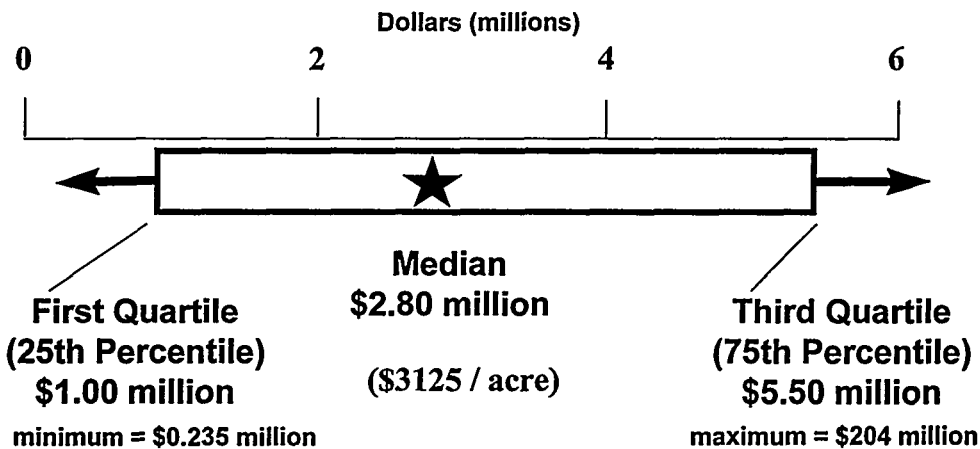 Dollars (millions)
0 2 4 6
Median
$2.80 million
($3125 / acre)
First Quartile
(25th Percentile)
$1.00 million
minimum = $0.235 million
Third Quartile
(75th Percentile)
$5.50 million
maximum = $204 million